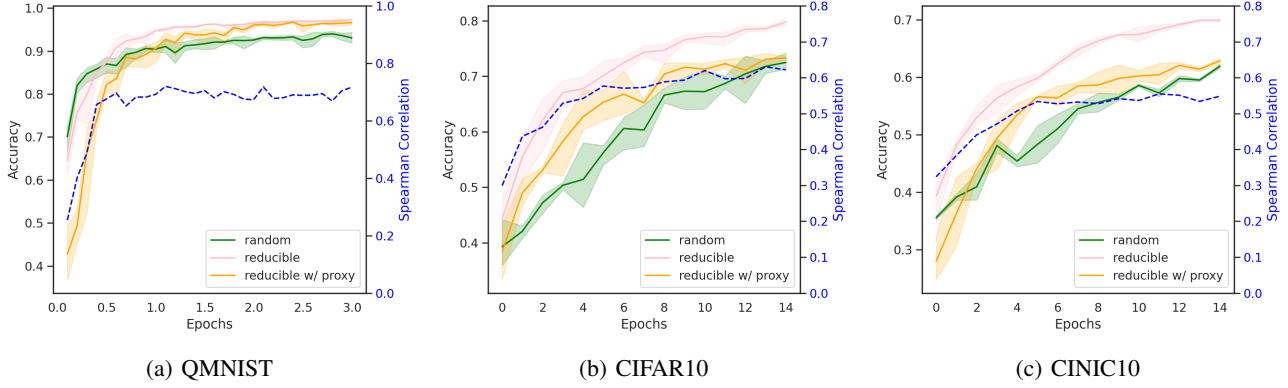 1.0
0.9
0.8
0.7
0.6
0.5
0.4
Accuracy
0.0 0.5 1.0 1.5 2.0 2.5 3.0
Epochs
1.0
0.8
0.6
0.4
0.2
0.0
Spearman Correlation
random
reducible
reducible w/ proxy
(a) QMNIST
0.8
0.7
0.6
0.5
0.4
Accuracy
0 2 4 6 8 10 12 14
Epochs
0.8
0.7
0.6
0.5
0.4
0.3
0.2
0.1
0.0
Spearman Correlation
random
reducible
reducible w/ proxy
(b) CIFAR10
0.7
0.6
0.5
0.4
0.3
Accuracy
0 2 4 6 8 10 12 14
Epochs
0.8
0.7
0.6
0.5
0.4
0.3
0.2
0.1
0.0
Spearman Correlation
random
reducible
reducible w/ proxy
(c) CINIC10